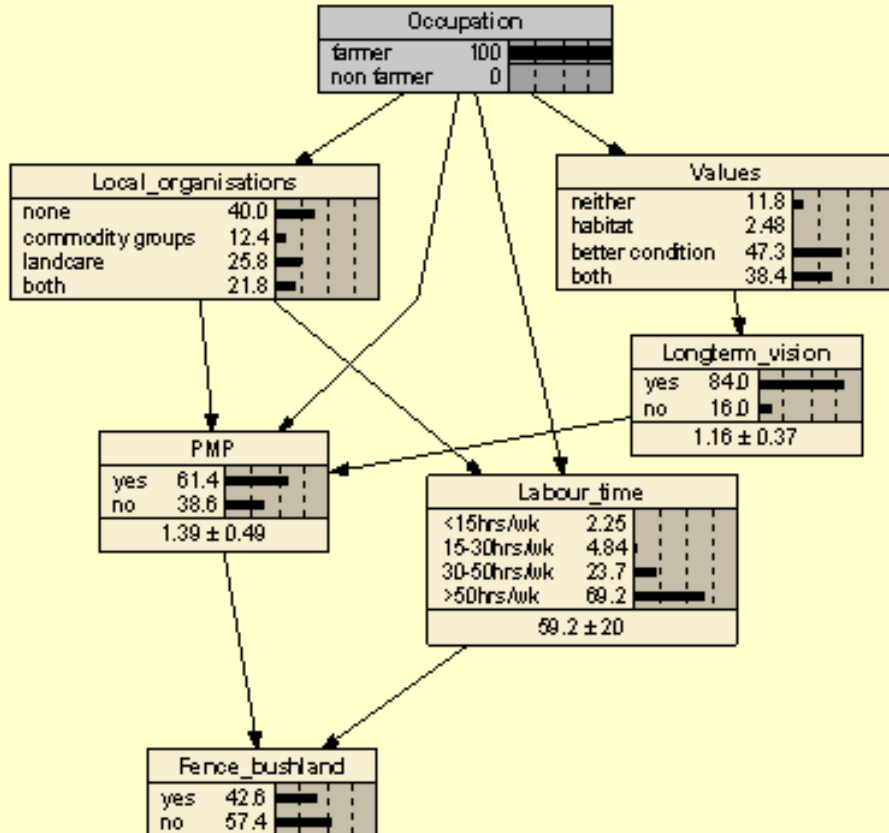 Occupation
farmer 100
non farmer 0
Local_organisations
none 40.0
commodity groups 12.4
landcare 25.8
both 21.8
Values
neither 11.8
habitat 2.48
better condition 47.3
both 38.4
Longterm_vision
yes 84.0
no 16.0
1.16 ± 0.37
PMP
yes 61.4
no 38.6
1.39 ± 0.49
Labour_time
<15hrs/wk 2.25
15-30hrs/wk 4.84
30-50hrs/wk 23.7
>50hrs/wk 69.2
59.2 ± 20
Fence_bushland
yes 42.6
no 57.4